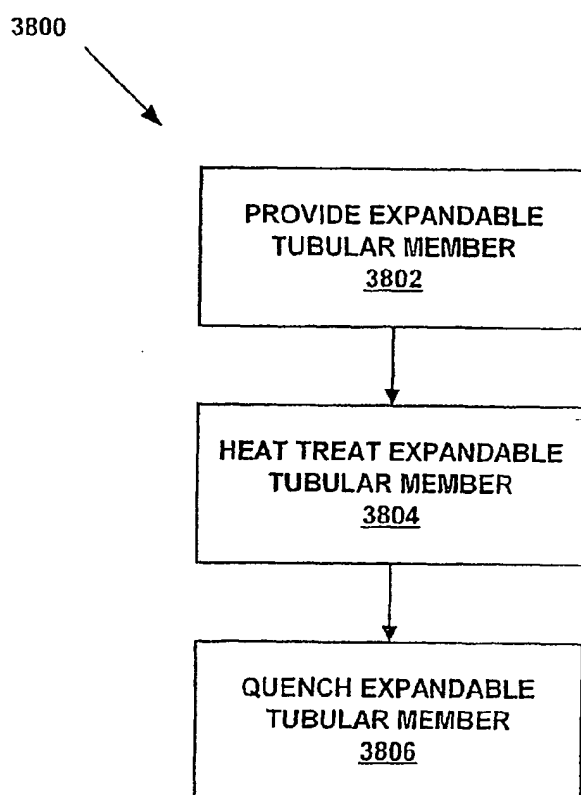 3800
PROVIDE EXPANDABLE
TUBULAR MEMBER
3802
HEAT TREAT EXPANDABLE
TUBULAR MEMBER
3804
QUENCH EXPANDABLE
TUBULAR MEMBER
3806